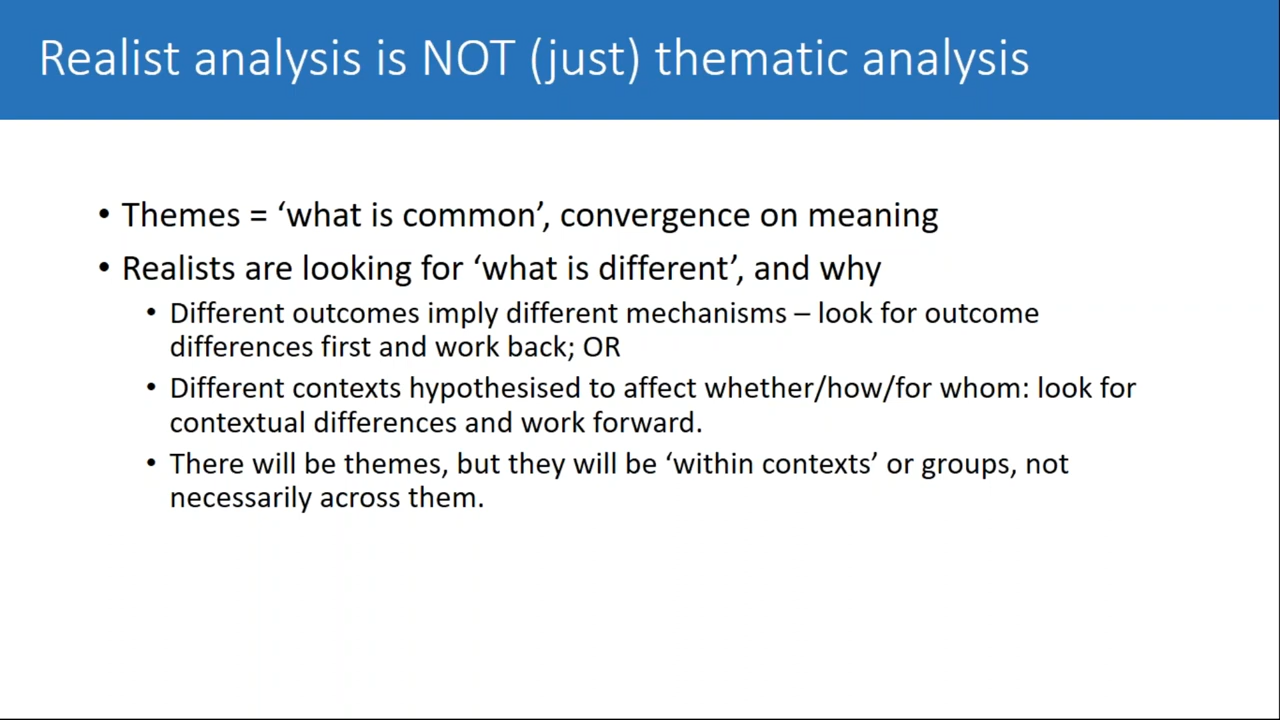 Realist analysis is NOT (just) thematic analysis
• Themes = ‘what is common’, convergence on meaning
• Realists are looking for ‘what is different’, and why
• Different outcomes imply different mechanisms – look for outcome
differences first and work back; OR
• Different contexts hypothesised to affect whether/how/for whom: look for
contextual differences and work forward.
• There will be themes, but they will be ‘within contexts’ or groups, not
necessarily across them.